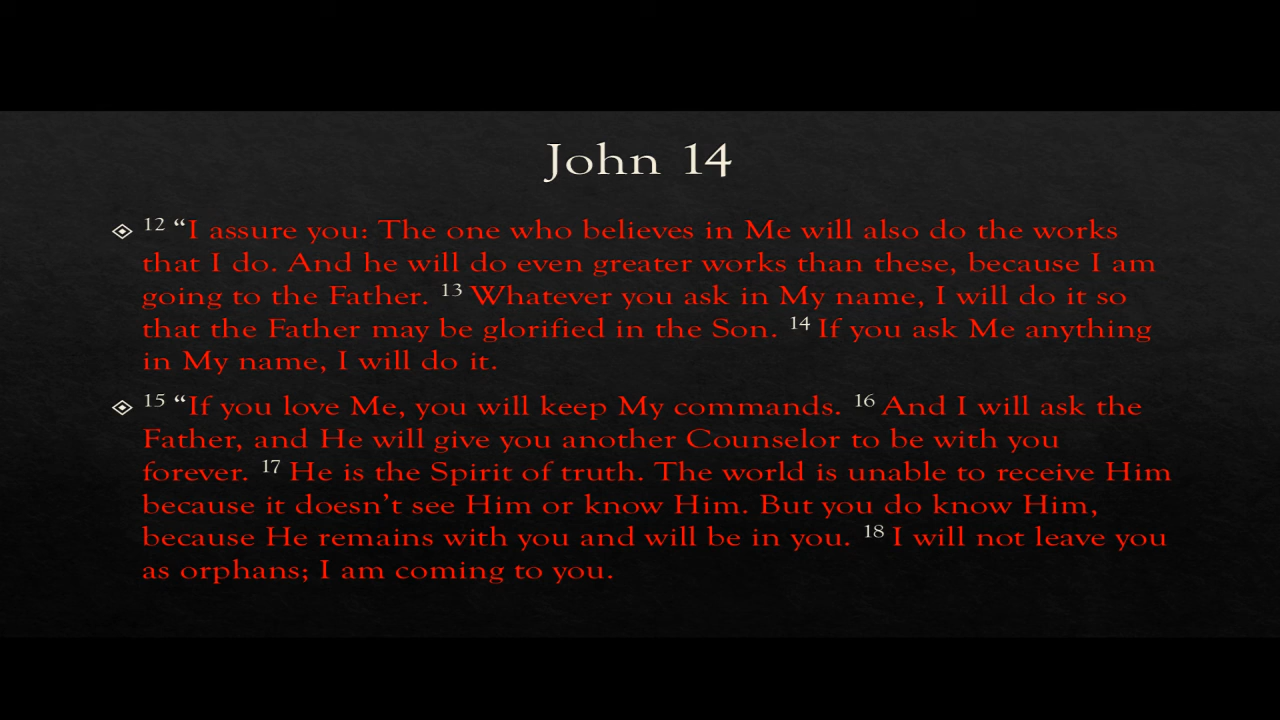 John 14
12 “I assure you: The one who believes in Me will also do the works
that I do. And he will do even greater works than these, because I am
going to the Father. 13 Whatever you ask in My name, I will do it so
that the Father may be glorified in the Son. 14 If you ask Me anything
in My name, I will do it.
15 “If you love Me, you will keep My commands. 16 And I will ask the
Father, and He will give you another Counselor to be with you
forever. 17 He is the Spirit of truth. The world is unable to receive Him
because it doesn’t see Him or know Him. But you do know Him,
because He remains with you and will be in you. 18 I will not leave you
as orphans; I am coming to you.